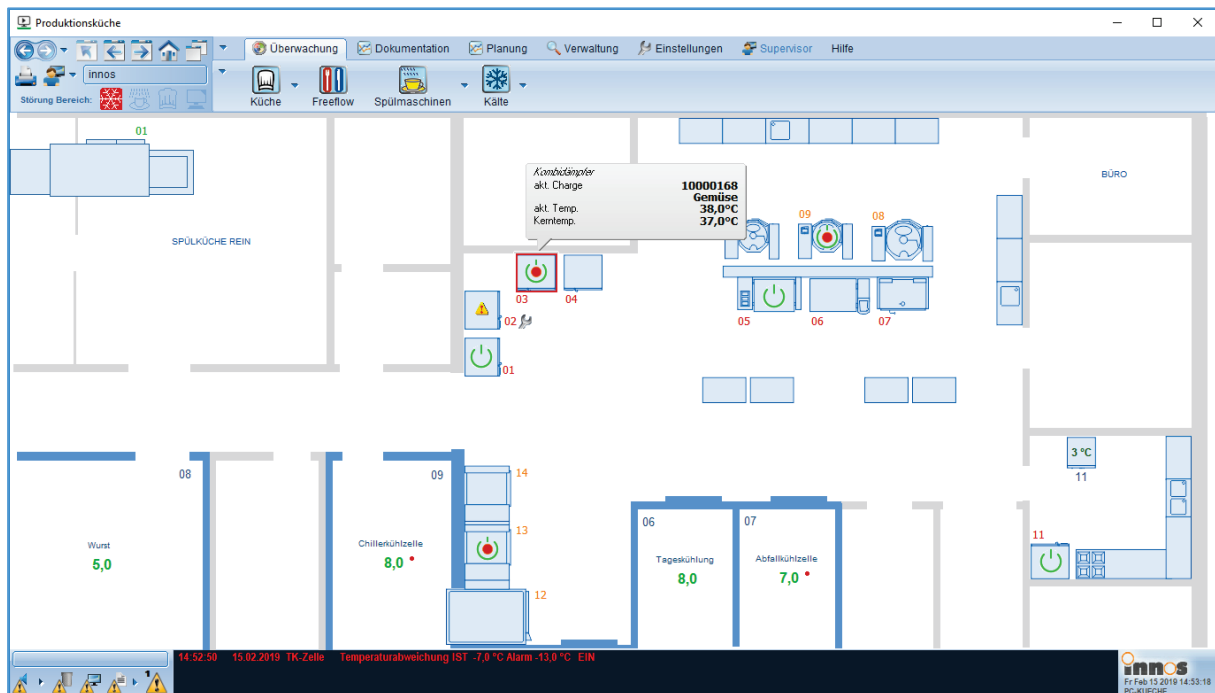 Produktionsküche
Überwachung Dokumentation Planung Verwaltung Einstellungen Supervisor Hilfe
innos
Störung Bereich:
Küche Freeflow Spülmaschinen Kälte
01
SPÜLKÜCHE REIN
BÜRO
Kombidämpfer
akt. Charge 10000168
Gemüse
akt. Temp. 38,0°C
Kerntemp. 37,0°C
09 08
03 04
02
01
05 06 07
08 09
14
13
12
Wurst
5,0
Chillerkühlzelle
8,0
06 07
Tageskühlung
8,0
Abfallkühlzelle
7,0
3 °C
11
11
14:52:50 15.02.2019 TK-Zelle Temperaturabweichung IST -7,0 °C Alarm -13,0 °C EIN
1
innos
Fr Feb 15 2019 14:53:18
PC-KUECHE